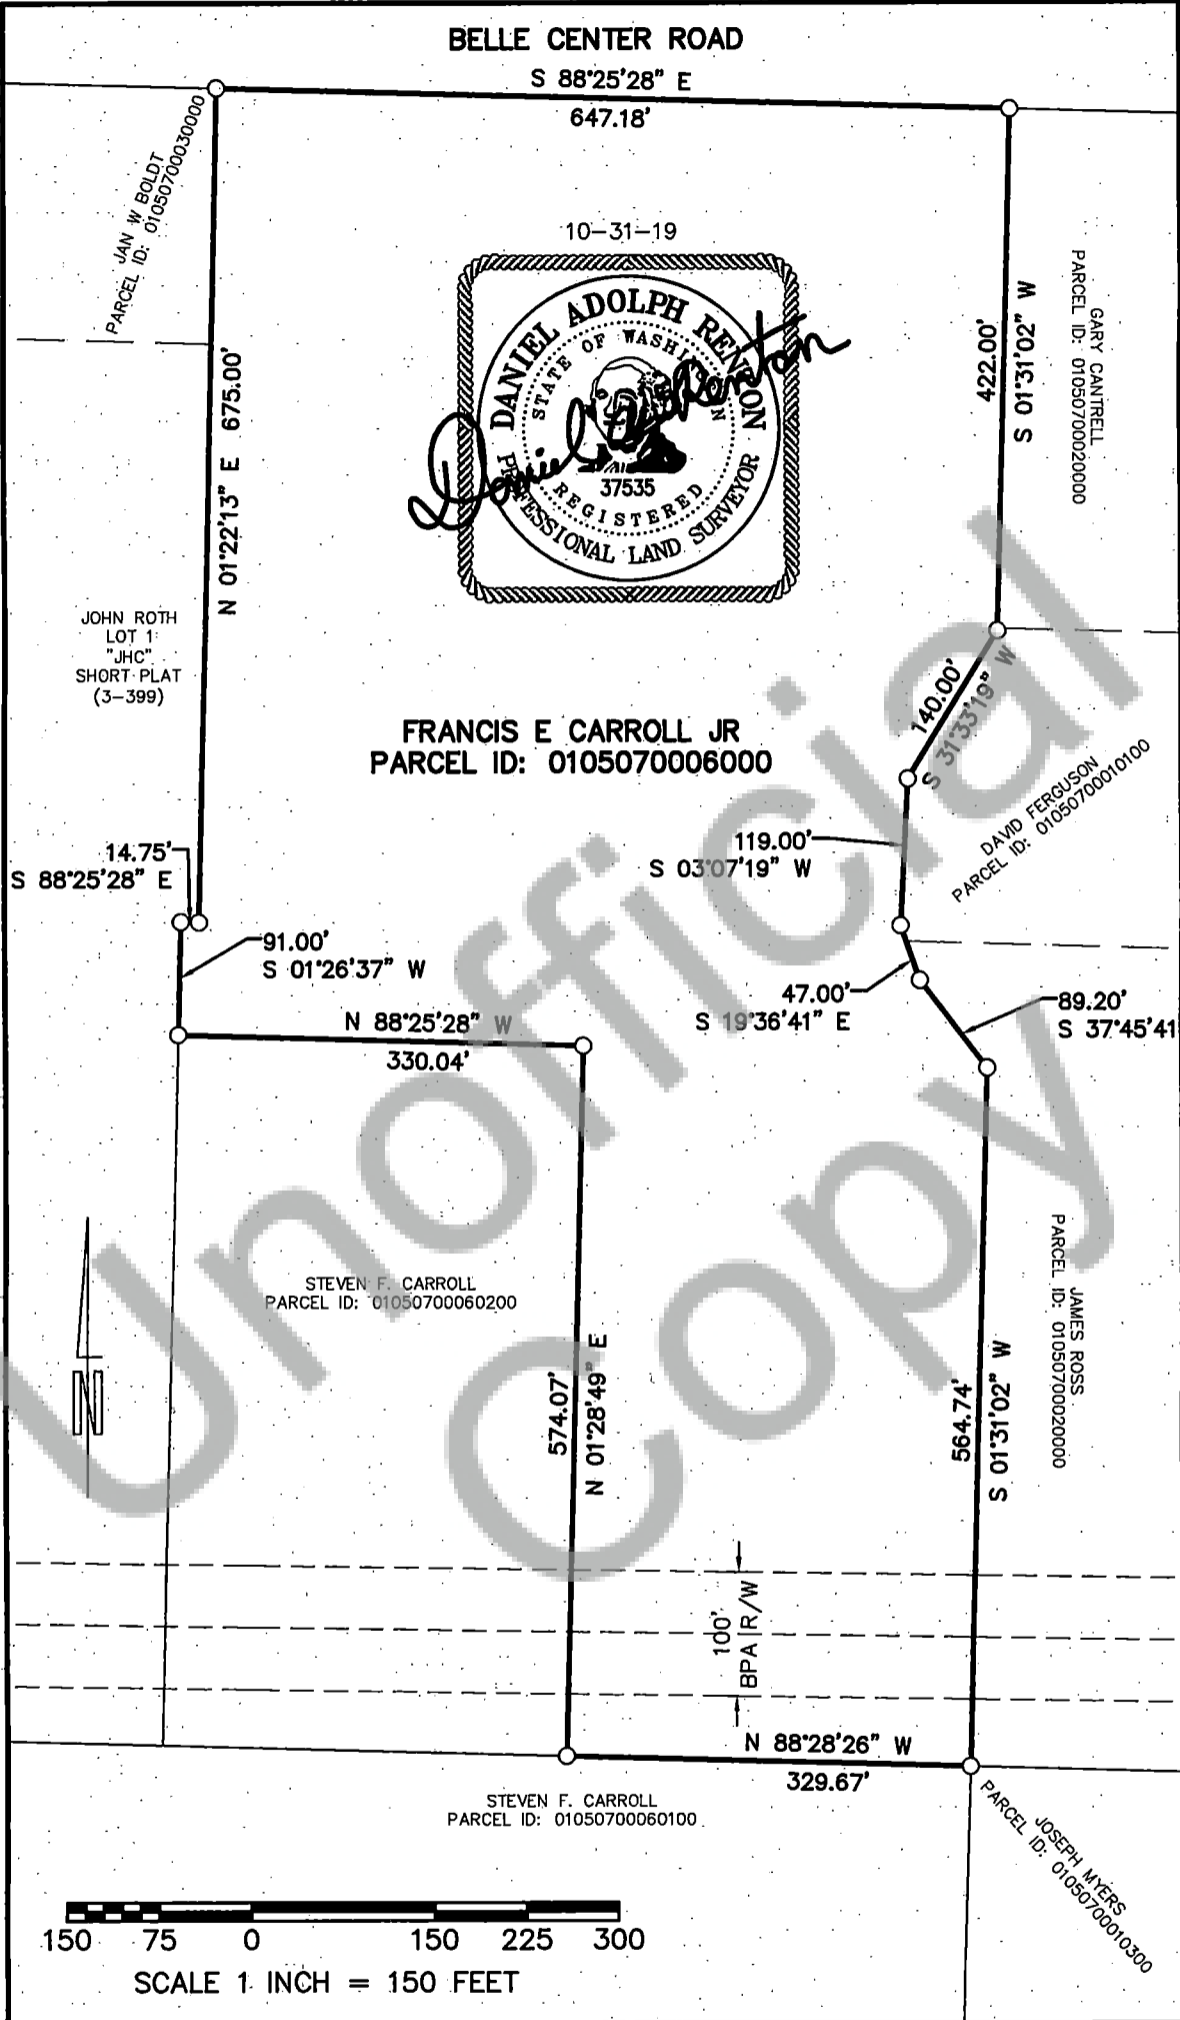 BELLE CENTER ROAD
S 88°25'28" E
647.18'
JAN W BOLDT
PARCEL ID: 01050700030000
10-31-19
DANIEL ADOLPH RENTON
STATE OF WASHINGTON
37535
REGISTERED
PROFESSIONAL LAND SURVEYOR
Daniel Renton
422.00'
S 01°31'02" W
GARY CANTRELL
PARCEL ID: 01050700020000
N 01°22'13" E 675.00'
JOHN ROTH
LOT 1
"JHC"
SHORT PLAT
(3-399)
FRANCIS E CARROLL JR
PARCEL ID: 0105070006000
140.00'
S 31°33'19" W
DAVID FERGUSON
PARCEL ID: 01050700010100
119.00'
S 03°07'19" W
14.75'
S 88°25'28" E
91.00'
S 01°26'37" W
47.00'
S 19°36'41" E
89.20'
S 37°45'41
N 88°25'28" W
330.04'
STEVEN F. CARROLL
PARCEL ID: 01050700060200
N
574.07'
N 01°28'49" E
564.74'
S 01°31'02" W
JAMES ROSS
PARCEL ID: 01050700020000
100'
BPA R/W
N 88°28'26" W
329.67'
STEVEN F. CARROLL
PARCEL ID: 01050700060100
JOSEPH MYERS
PARCEL ID: 01050700010300
150 75 0 150 225 300
SCALE 1 INCH = 150 FEET
Unofficial
Copy